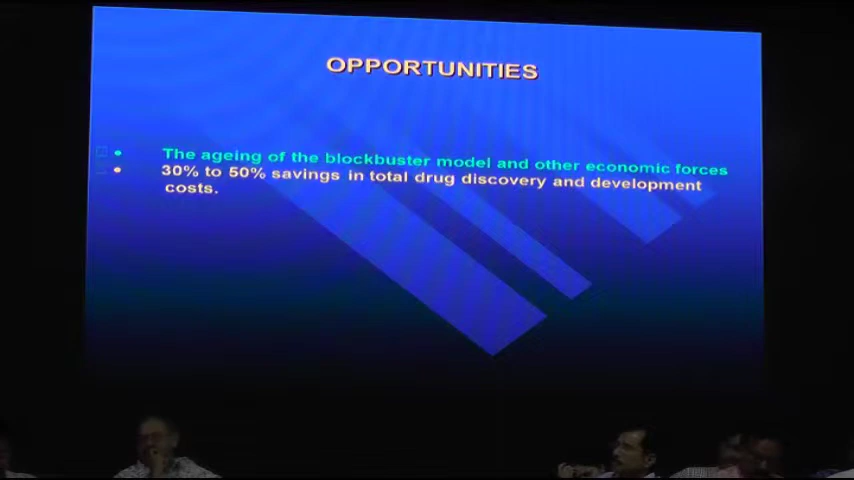 OPPORTUNITIES
• The ageing of the blockbuster model and other economic forces
• 30% to 50% savings in total drug discovery and development
costs.